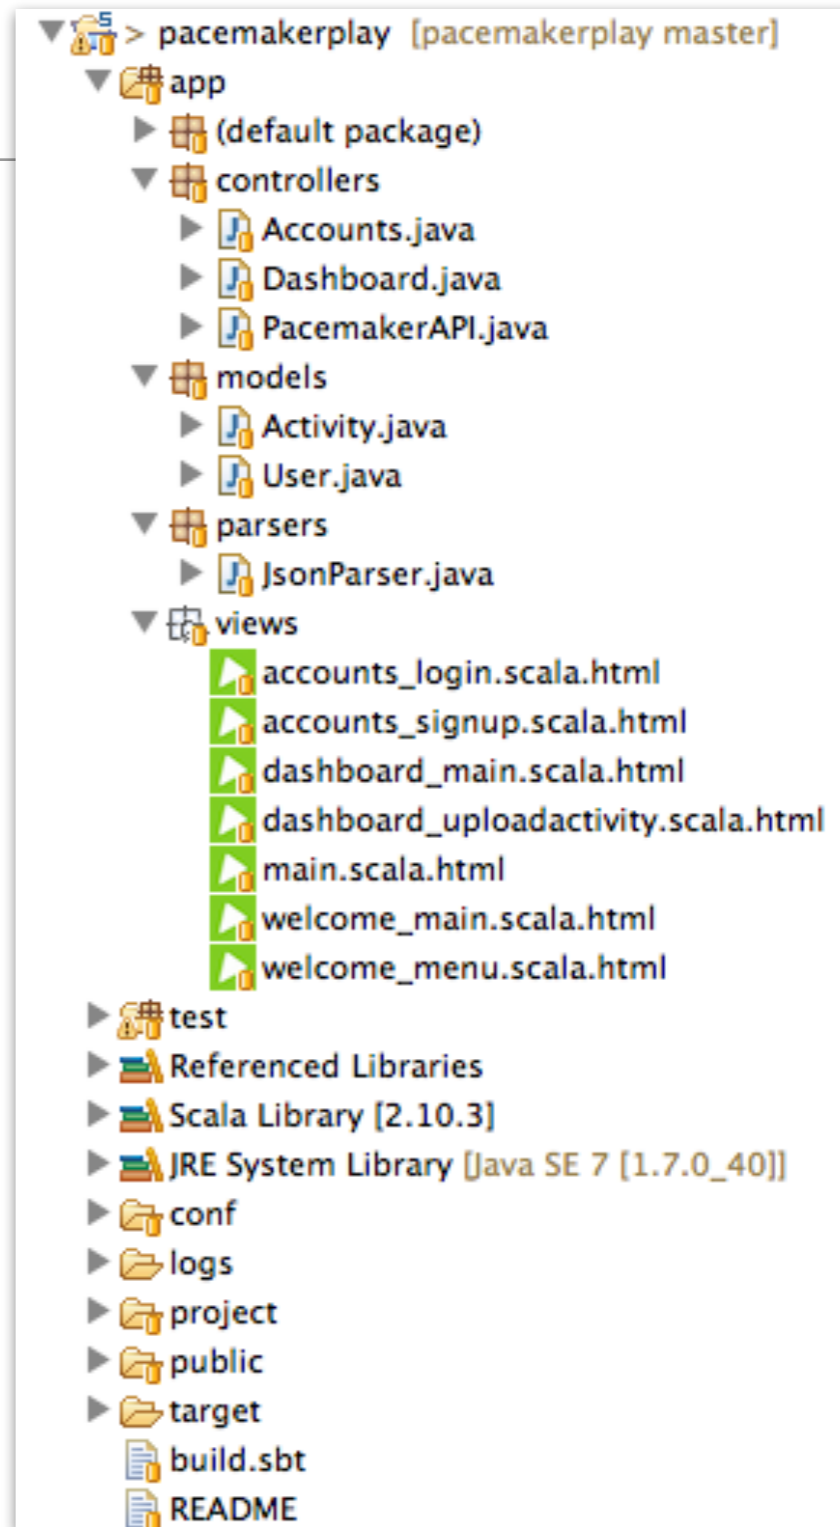 > pacemakerplay [pacemakerplay master]
app
(default package)
controllers
Accounts.java
Dashboard.java
PacemakerAPI.java
models
Activity.java
User.java
parsers
JsonParser.java
views
accounts_login.scala.html
accounts_signup.scala.html
dashboard_main.scala.html
dashboard_uploadactivity.scala.html
main.scala.html
welcome_main.scala.html
welcome_menu.scala.html
test
Referenced Libraries
Scala Library [2.10.3]
JRE System Library [Java SE 7 [1.7.0_40]]
conf
logs
project
public
target
build.sbt
README